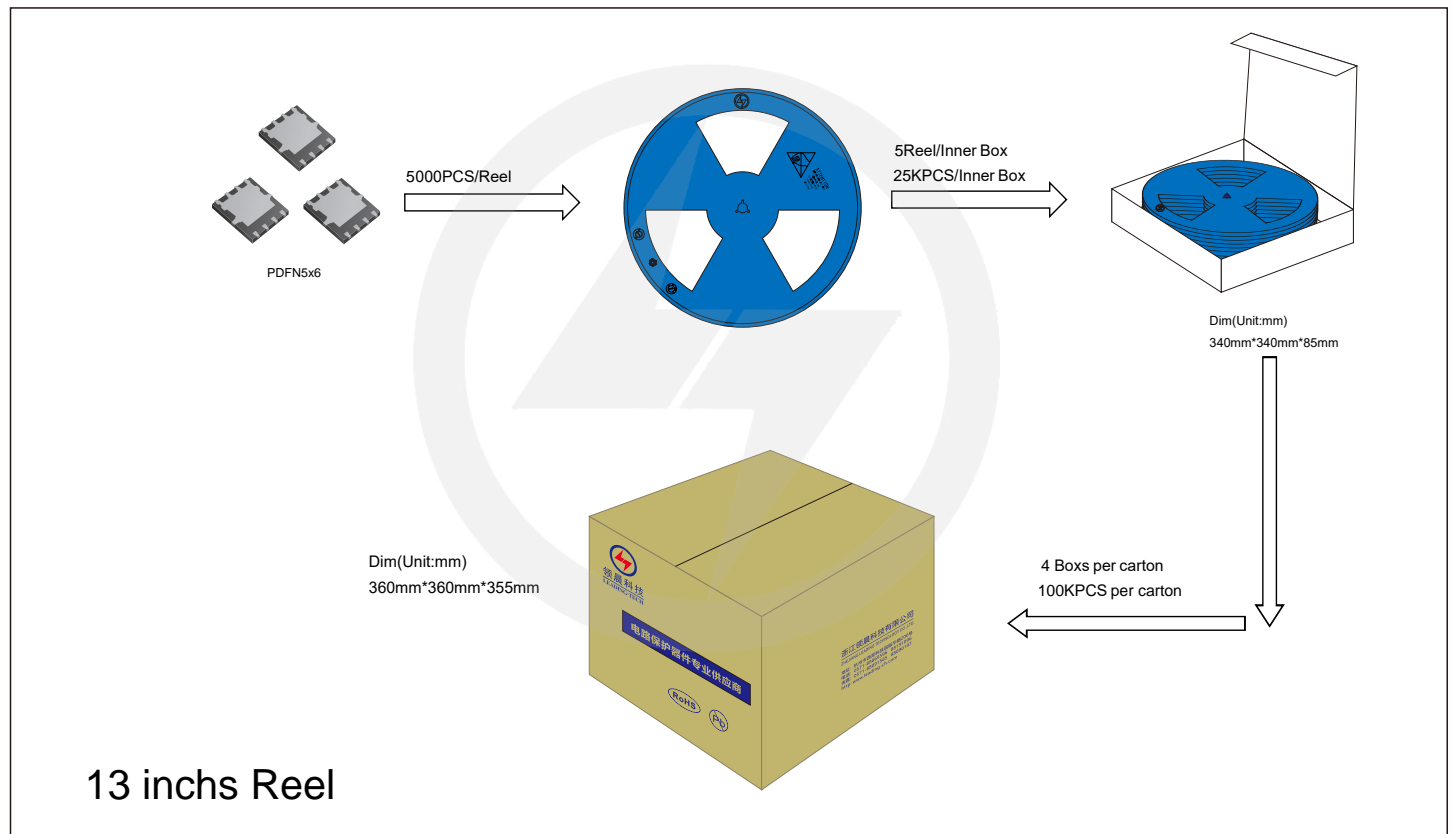 5000PCS/Reel
PDFN5x6
5Reel/Inner Box
25KPCS/Inner Box
Dim(Unit:mm)
340mm*340mm*85mm
4 Boxs per carton
100KPCS per carton
Dim(Unit:mm)
360mm*360mm*355mm
领晨科技
LEADING-TECH
电路保护器件专业供应商
RoHS
Pb
浙江领晨科技有限公司
13 inchs Reel